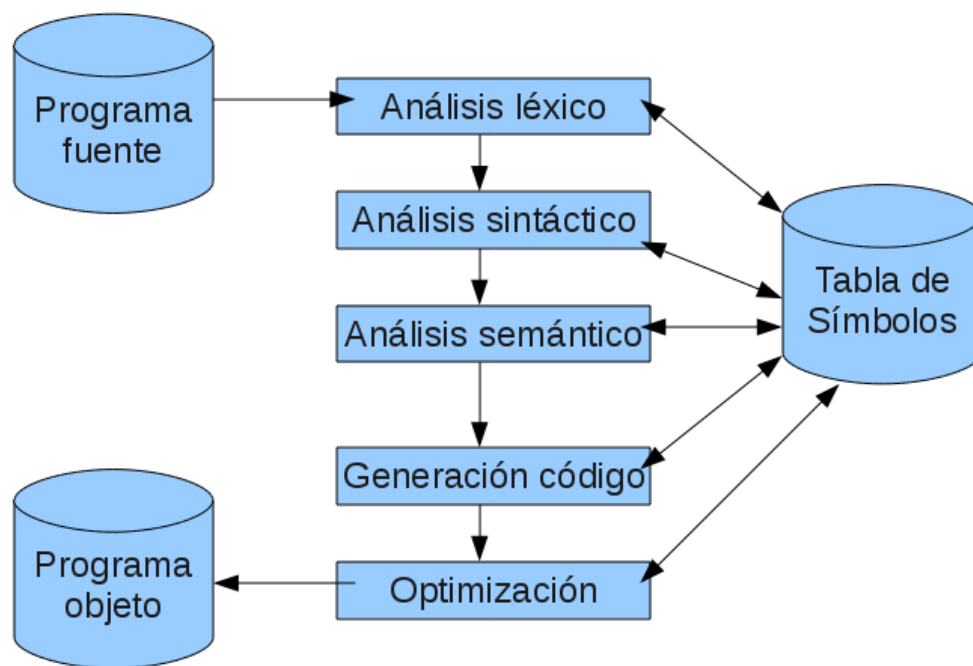 Programa
fuente
Análisis léxico
Análisis sintáctico
Tabla de
Símbolos
Análisis semántico
Generación código
Programa
objeto
Optimización